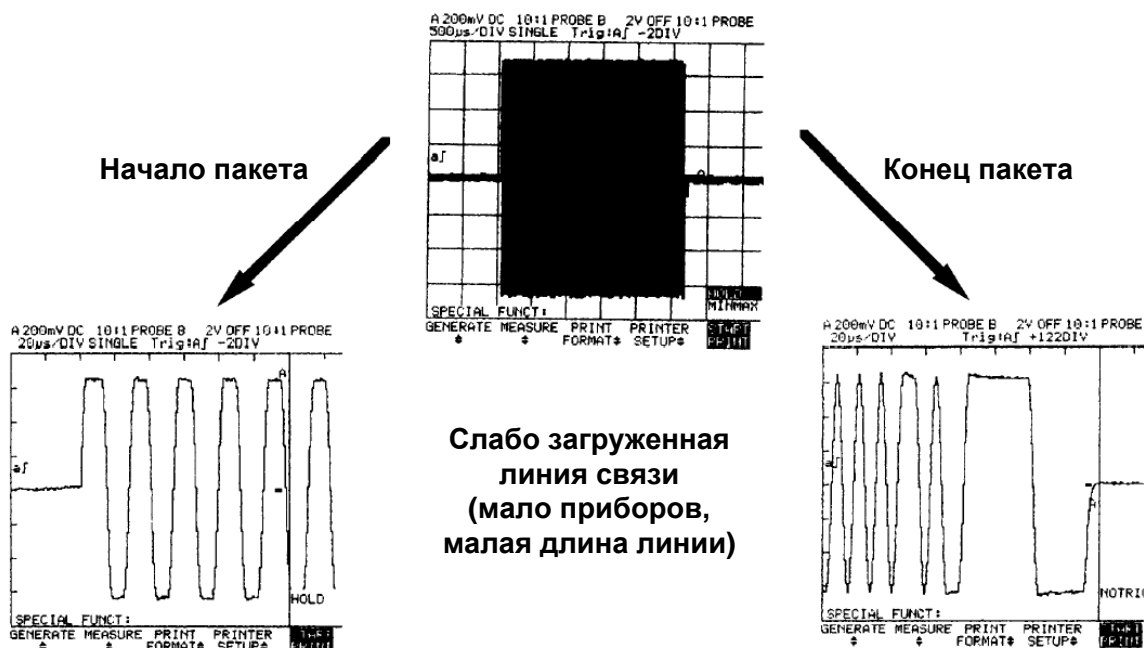 A 200mV DC 10:1 PROBE B 2V OFF 10:1 PROBE
500µs/DIV SINGLE Trig:A∫ -2DIV
a∫
A
MINMAX
SPECIAL FUNCT:
GENERATE MEASURE PRINT PRINTER START
FORMAT SETUP PRINT
Начало пакета
Конец пакета
A 200mV DC 10:1 PROBE B 2V OFF 10:1 PROBE
20µs/DIV SINGLE Trig:A∫ -2DIV
A
a∫
HOLD
SPECIAL FUNCT:
GENERATE MEASURE PRINT PRINTER
FORMAT SETUP
Слабо загруженная
линия связи
(мало приборов,
малая длина линии)
A 200mV DC 10:1 PROBE B 2V OFF 10:1 PROBE
20µs/DIV Trig:A∫ +122DIV
a∫
A
NOTRIG
SPECIAL FUNCT:
GENERATE MEASURE PRINT PRINTER
FORMAT SETUP